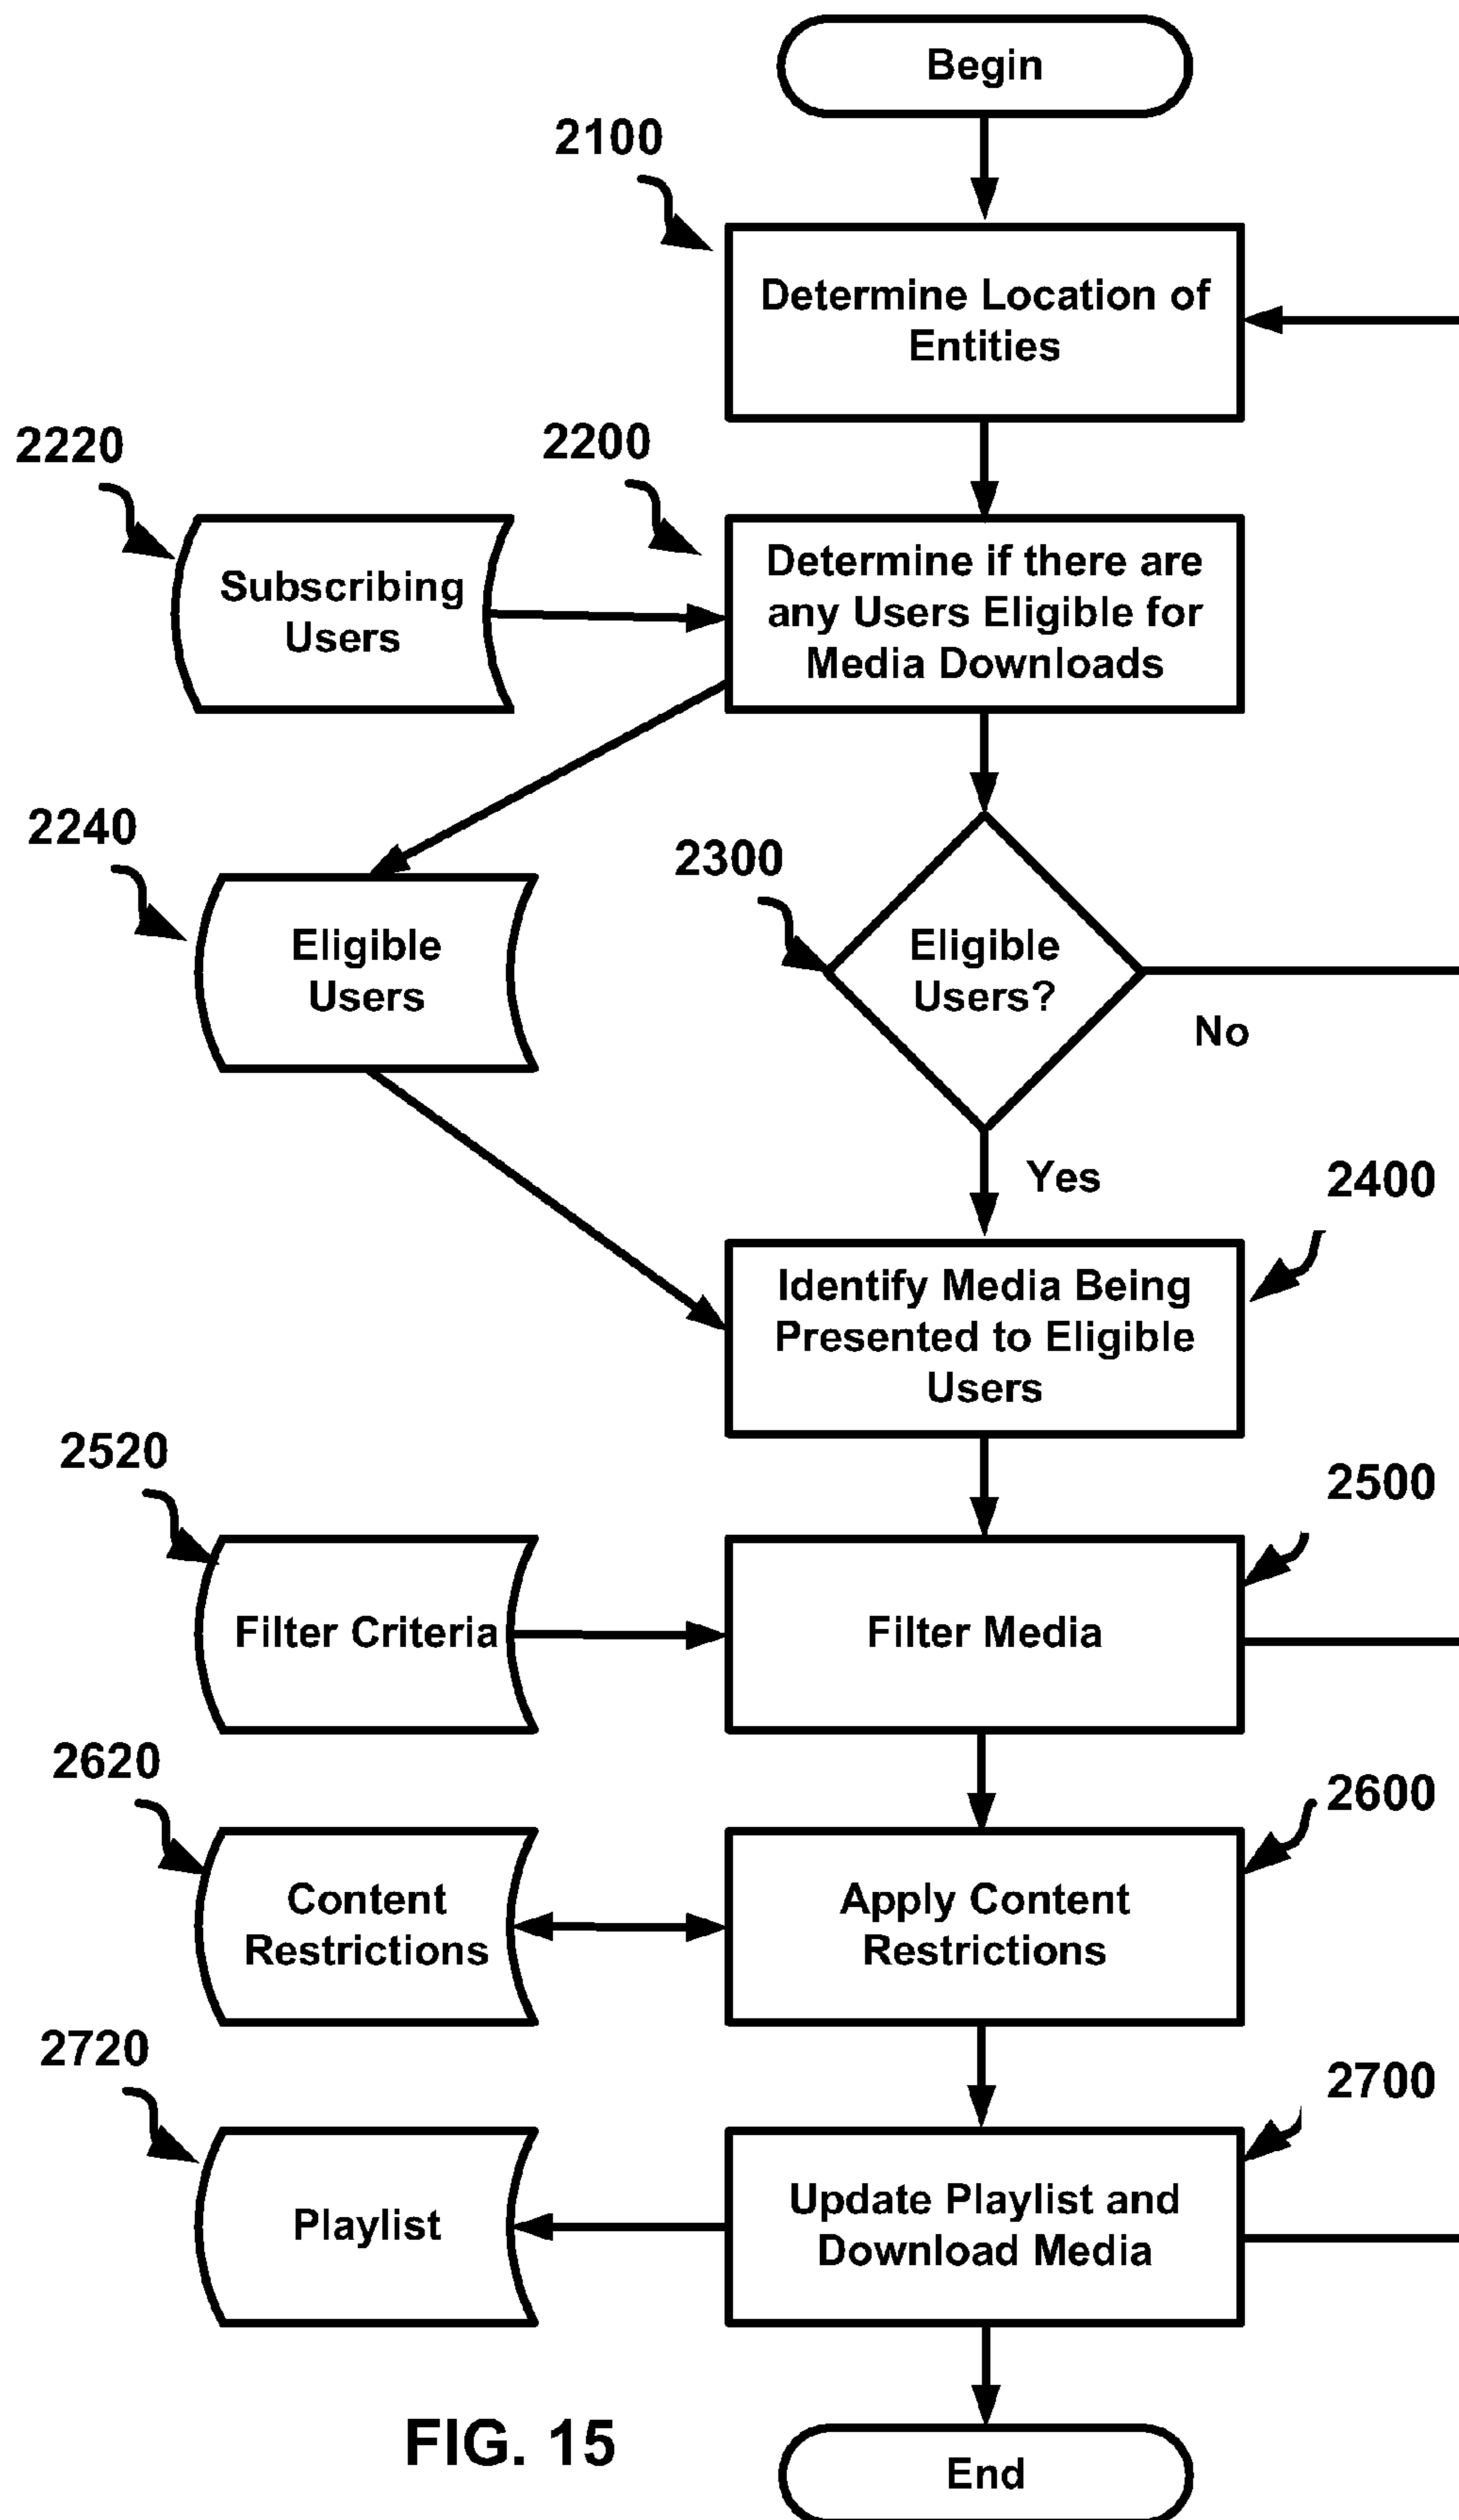 Begin
2100
Determine Location of
Entities
2220
2200
Subscribing
Users
Determine if there are
any Users Eligible for
Media Downloads
2240
2300
Eligible
Users
Eligible
Users?
No
Yes
2400
Identify Media Being
Presented to Eligible
Users
2520
2500
Filter Criteria
Filter Media
2620
2600
Content
Restrictions
Apply Content
Restrictions
2720
2700
Playlist
Update Playlist and
Download Media
FIG. 15
End